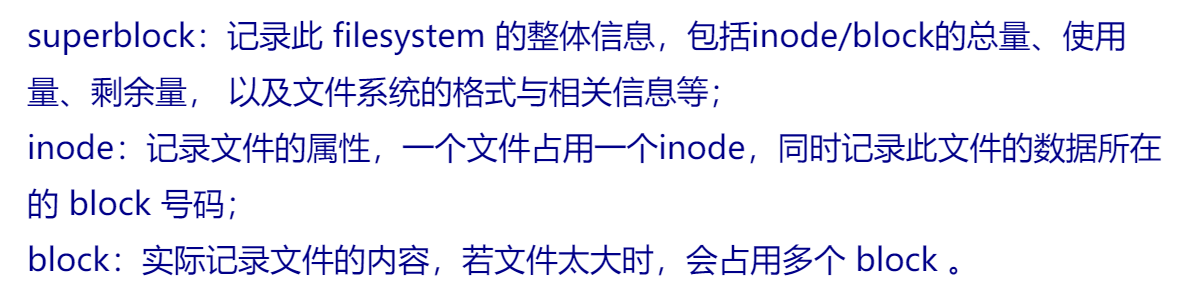 superblock：记录此 filesystem 的整体信息，包括inode/block的总量、使用
量、剩余量， 以及文件系统的格式与相关信息等；
inode：记录文件的属性，一个文件占用一个inode，同时记录此文件的数据所在
的 block 号码；
block：实际记录文件的内容，若文件太大时，会占用多个 block 。